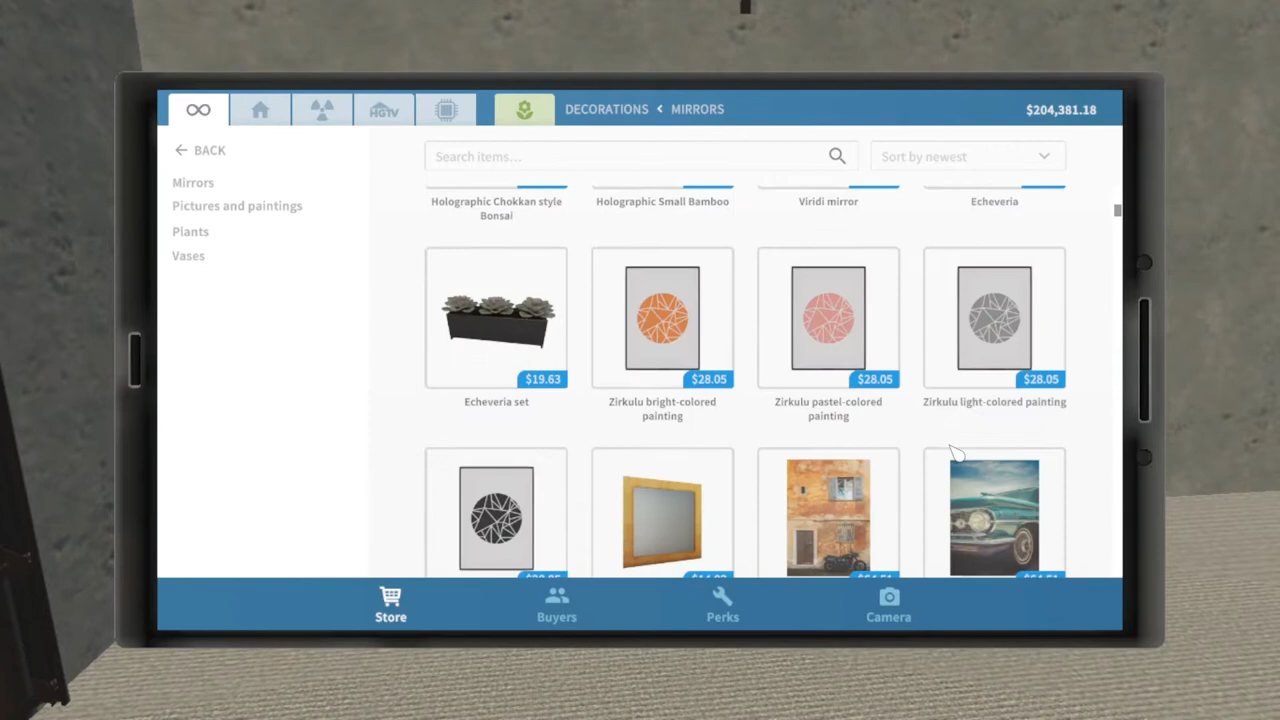 HGTV
DECORATIONS < MIRRORS
$204,381.18
BACK
Mirrors
Pictures and paintings
Plants
Vases
Search items...
Sort by newest
Holographic Chokkan style
Bonsai
Holographic Small Bamboo
Viridi mirror
Echeveria
$19.63
$28.05
$28.05
$28.05
Echeveria set
Zirkulu bright-colored
painting
Zirkulu pastel-colored
painting
Zirkulu light-colored painting
Store
Buyers
Perks
Camera